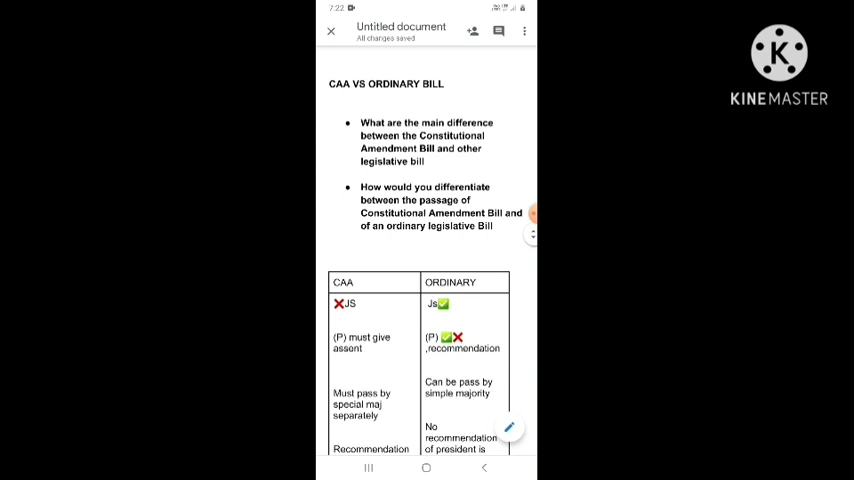 7:22
Untitled document
All changes saved
K
KINEMASTER
CAA VS ORDINARY BILL
What are the main difference
between the Constitutional
Amendment Bill and other
legislative bill
How would you differentiate
between the passage of
Constitutional Amendment Bill and
of an ordinary legislative Bill
CAA
ORDINARY
❌JS
Js✅
(P) must give
assent
(P) ✅❌
,recommendation
Must pass by
special maj
separately
Can be pass by
simple majority
Recommendation
No
recommendation
of president is